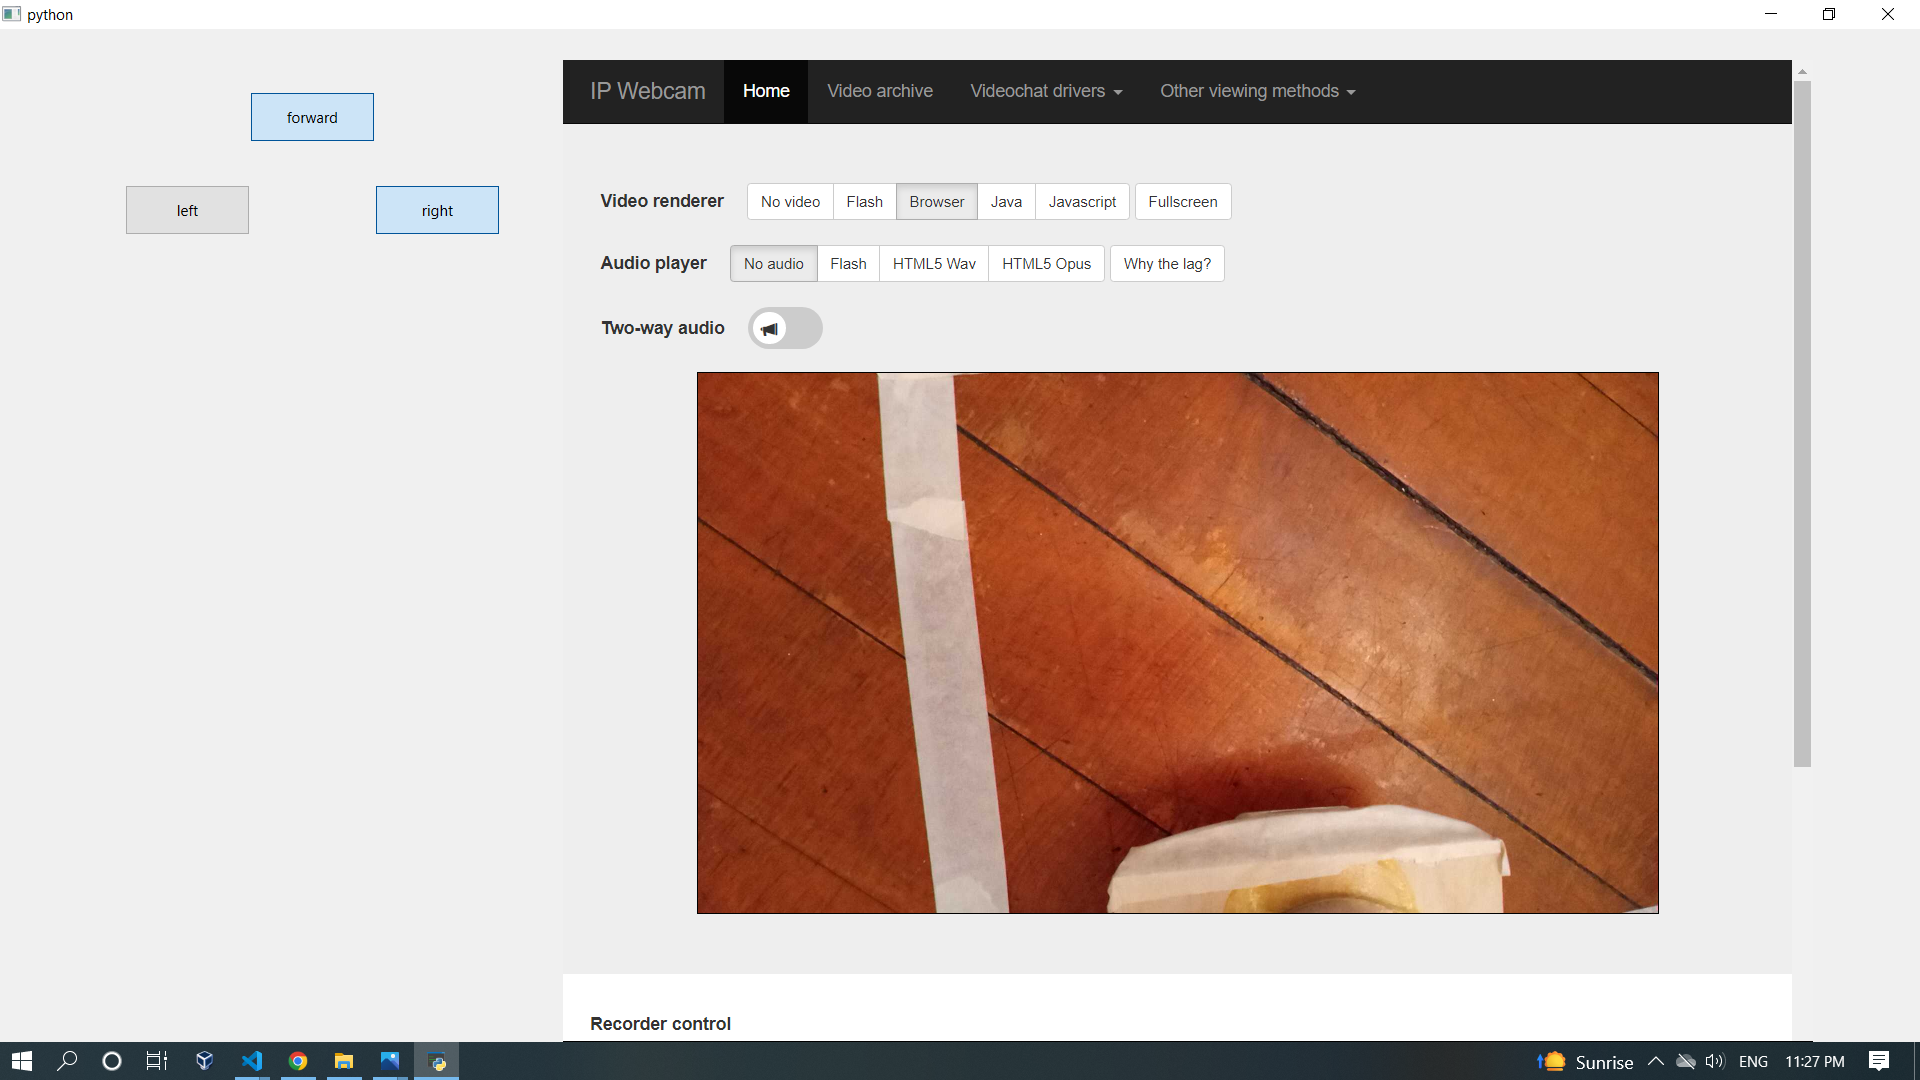 python
forward
left
right
IP Webcam Home Video archive Videochat drivers Other viewing methods
Video renderer No video Flash Browser Java Javascript Fullscreen
Audio player No audio Flash HTML5 Wav HTML5 Opus Why the lag?
Two-way audio
Recorder control
Sunrise ENG 11:27 PM